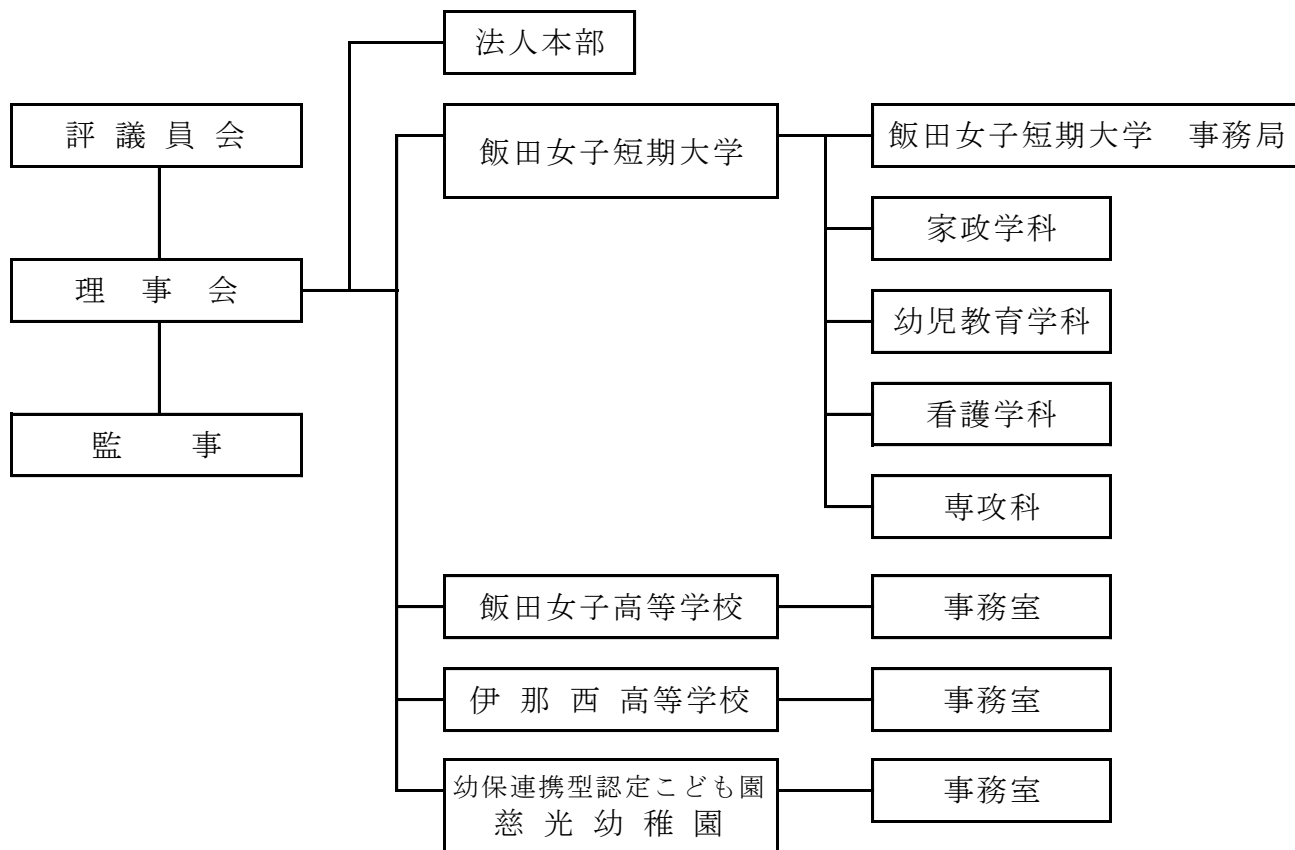 法人本部
評 議 員 会
飯田女子短期大学
飯田女子短期大学　事務局
家政学科
理　事　会
幼児教育学科
監　　事
看護学科
専攻科
飯田女子高等学校
事務室
伊 那 西 高等学校
事務室
幼保連携型認定こども園
慈 光 幼 稚 園
事務室